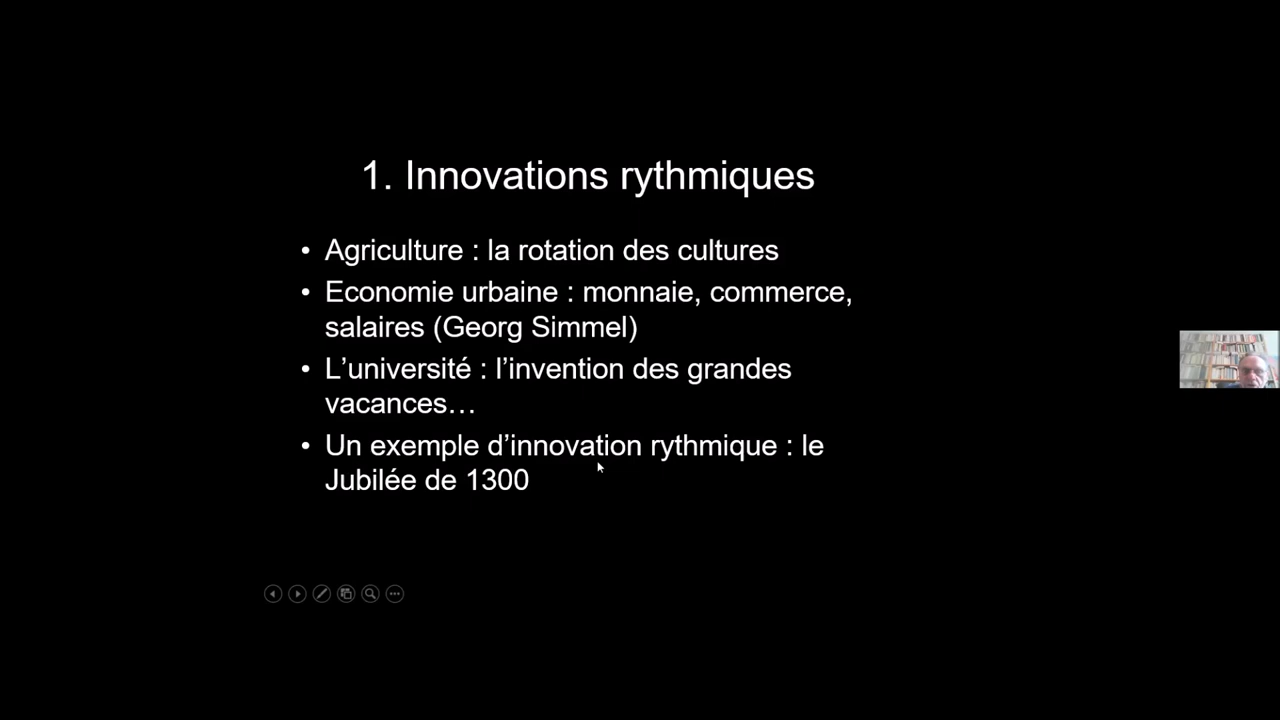 1. Innovations rythmiques
• Agriculture : la rotation des cultures
• Economie urbaine : monnaie, commerce,
salaires (Georg Simmel)
• L’université : l’invention des grandes
vacances…
• Un exemple d’innovation rythmique : le
Jubilée de 1300